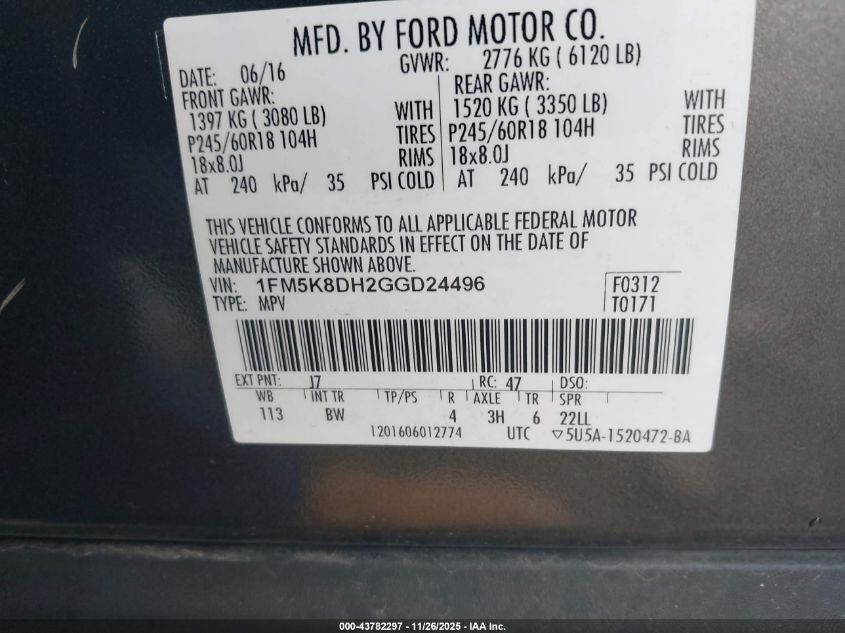 MFD. BY FORD MOTOR CO.
DATE: 06/16 GVWR: 2776 KG ( 6120 LB)
FRONT GAWR: REAR GAWR:
1397 KG ( 3080 LB) WITH 1520 KG ( 3350 LB) WITH
P245/60R18 104H TIRES P245/60R18 104H TIRES
18x8.0J RIMS 18x8.0J RIMS
AT 240 kPa/ 35 PSI COLD AT 240 kPa/ 35 PSI COLD
THIS VEHICLE CONFORMS TO ALL APPLICABLE FEDERAL MOTOR
VEHICLE SAFETY STANDARDS IN EFFECT ON THE DATE OF
MANUFACTURE SHOWN ABOVE.
VIN: 1FM5K8DH2GGD24496 F0312
TYPE: MPV T0171
EXT PNT: J7 RC: 47 DSO:
WB INT TR TP/PS R AXLE TR SPR
113 BW 4 3H 6 22LL
1201606012774 UTC ▽5U5A-1520472-BA
000-43782297 - 11/26/2025 - IAA Inc.